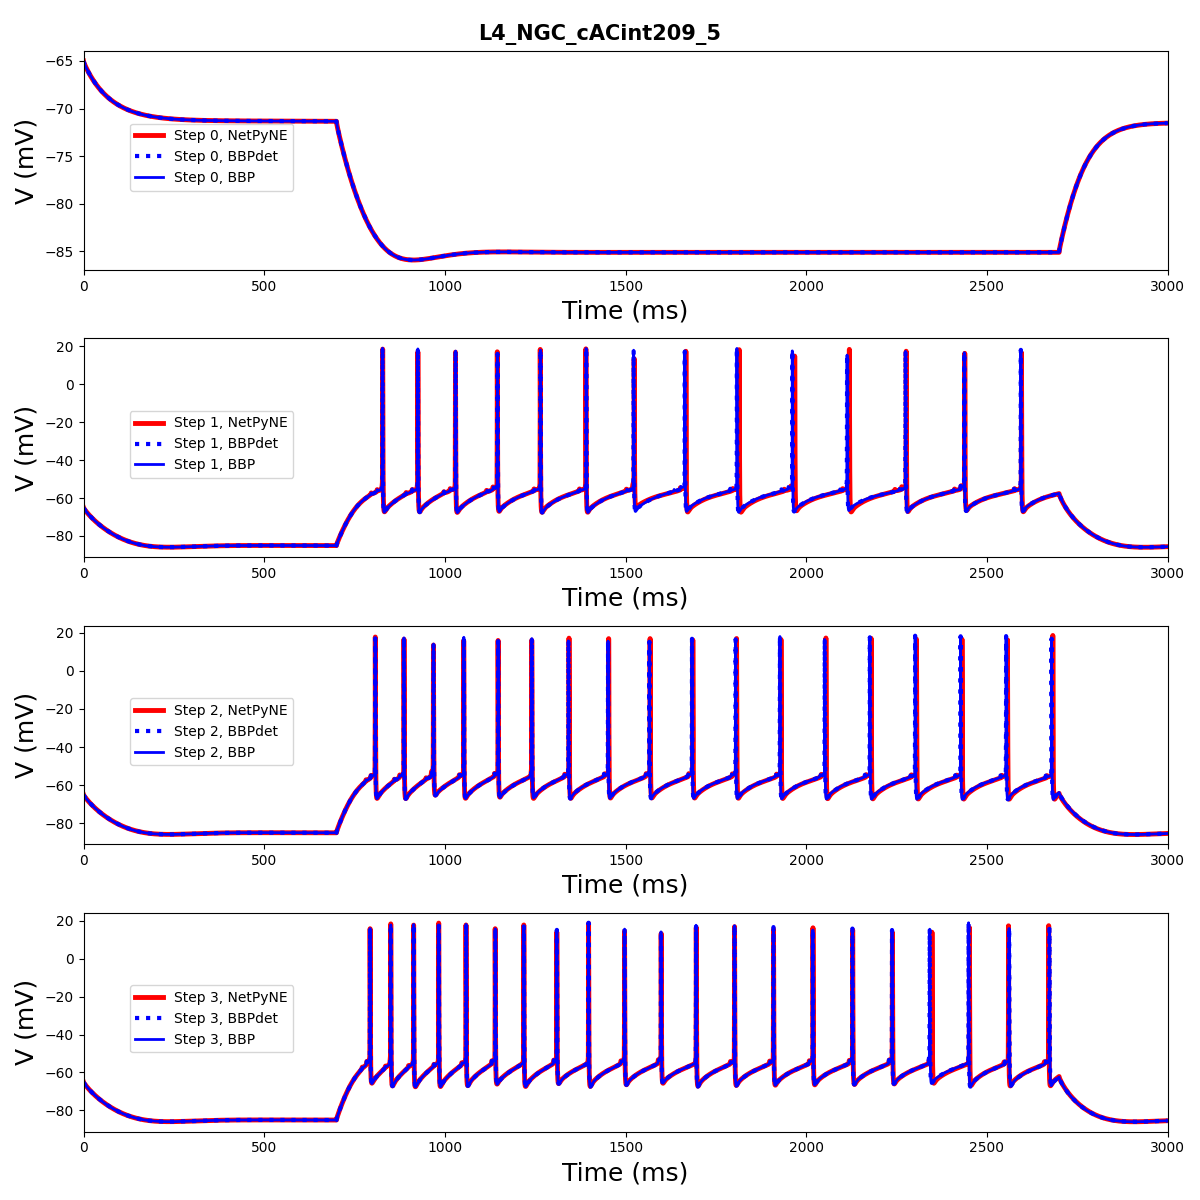 L4_NGC_cACint209_5
−65
−70
−75
−80
−85
V (mV)
Step 0, NetPyNE
Step 0, BBPdet
Step 0, BBP
0 500 1000 1500 2000 2500 3000
Time (ms)
20
0
−20
−40
−60
−80
V (mV)
Step 1, NetPyNE
Step 1, BBPdet
Step 1, BBP
0 500 1000 1500 2000 2500 3000
Time (ms)
20
0
−20
−40
−60
−80
V (mV)
Step 2, NetPyNE
Step 2, BBPdet
Step 2, BBP
0 500 1000 1500 2000 2500 3000
Time (ms)
20
0
−20
−40
−60
−80
V (mV)
Step 3, NetPyNE
Step 3, BBPdet
Step 3, BBP
0 500 1000 1500 2000 2500 3000
Time (ms)